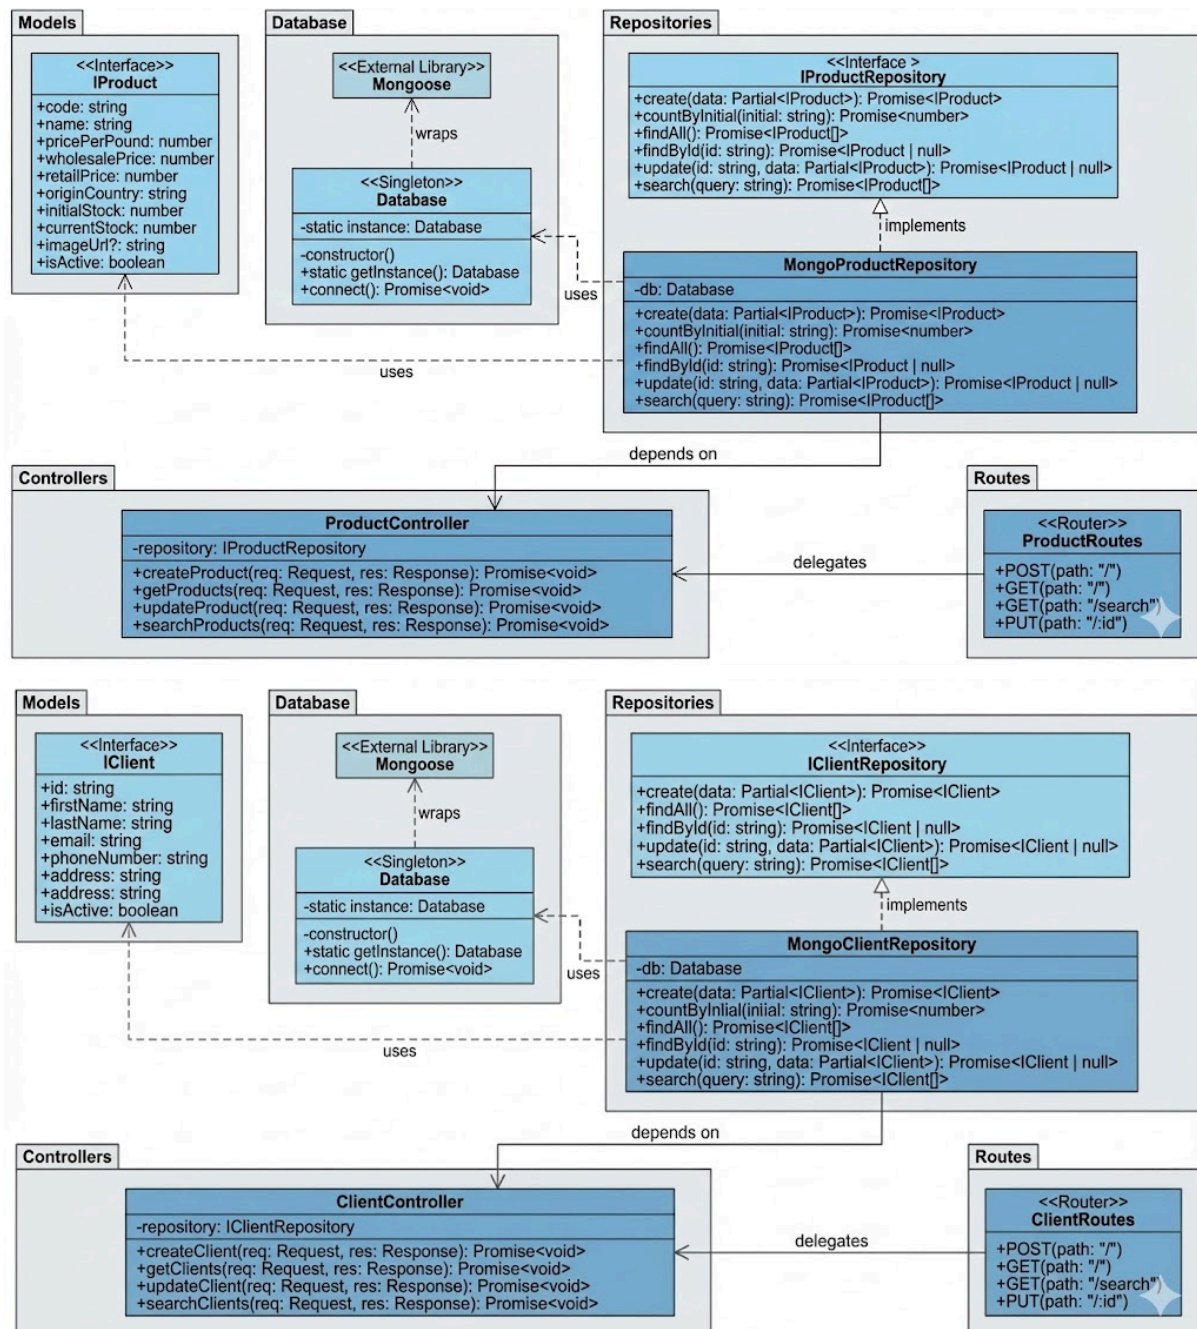 Models
<<Interface>>
IProduct
+code: string
+name: string
+pricePerPound: number
+wholesalePrice: number
+retailPrice: number
+originCountry: string
+initialStock: number
+currentStock: number
+imageUrl?: string
+isActive: boolean
Database
<<External Library>>
Mongoose
wraps
<<Singleton>>
Database
-static instance: Database
-constructor()
+static getInstance(): Database
+connect(): Promise<void>
uses
uses
Repositories
<<Interface >
IProductRepository
+create(data: Partial<IProduct>): Promise<IProduct>
+countByInitial(initial: string): Promise<number>
+findAll(): Promise<IProduct[]>
+findById(id: string): Promise<IProduct | null>
+update(id: string, data: Partial<IProduct>): Promise<IProduct | null>
+search(query: string): Promise<IProduct[]>
implements
MongoProductRepository
-db: Database
+create(data: Partial<IProduct>): Promise<IProduct>
+countByInitial(initial: string): Promise<number>
+findAll(): Promise<IProduct[]>
+findById(id: string): Promise<IProduct | null>
+update(id: string, data: Partial<IProduct>): Promise<IProduct | null>
+search(query: string): Promise<IProduct[]>
depends on
Controllers
ProductController
-repository: IProductRepository
+createProduct(req: Request, res: Response): Promise<void>
+getProducts(req: Request, res: Response): Promise<void>
+updateProduct(req: Request, res: Response): Promise<void>
+searchProducts(req: Request, res: Response): Promise<void>
delegates
Routes
<<Router>>
ProductRoutes
+POST(path: "/")
+GET(path: "/")
+GET(path: "/search")
+PUT(path: "/:id")
Models
<<Interface>>
IClient
+id: string
+firstName: string
+lastName: string
+email: string
+phoneNumber: string
+address: string
+address: string
+isActive: boolean
Database
<<External Library>>
Mongoose
wraps
<<Singleton>>
Database
-static instance: Database
-constructor()
+static getInstance(): Database
+connect(): Promise<void>
uses
uses
Repositories
<<Interface >
IClientRepository
+create(data: Partial<IClient>): Promise<IClient>
+findAll(): Promise<IClient[]>
+findById(id: string): Promise<IClient | null>
+update(id: string, data: Partial<IClient>): Promise<IClient | null>
+search(query: string): Promise<IClient[]>
implements
MongoClientRepository
-db: Database
+create(data: Partial<IClient>): Promise<IClient>
+countByInlial(iniial: string): Promise<number>
+findAll(): Promise<IClient[]>
+findById(id: string): Promise<IClient | null>
+update(id: string, data: Partial<IClient>): Promise<IClient | null>
+search(query: string): Promise<IClient[]>
depends on
Controllers
ClientController
-repository: IClientRepository
+createClient(req: Request, res: Response): Promise<void>
+getClients(req: Request, res: Response): Promise<void>
+updateClient(req: Request, res: Response): Promise<void>
+searchClients(req: Request, res: Response): Promise<void>
delegates
Routes
<<Router>>
ClientRoutes
+POST(path: "/")
+GET(path: "/")
+GET(path: "/search")
+PUT(path: "/:id")